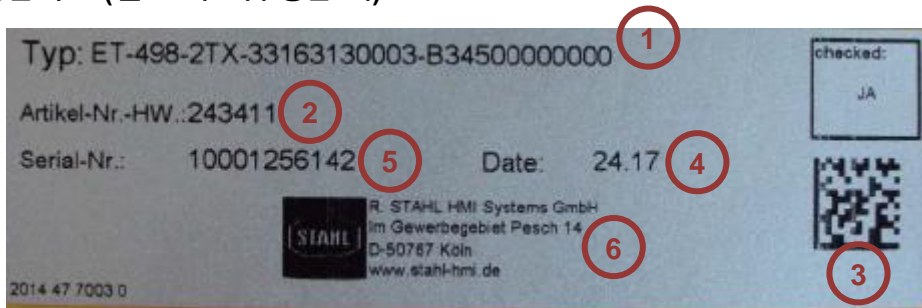 Typ: ET-498-2TX-33163130003-B34500000000 1
checked:
JA
Artikel-Nr.-HW.:243411 2
Serial-Nr.: 10001256142 5 Date: 24.17 4
STAHL
R. STAHL HMI Systems GmbH
Im Gewerbegebiet Pesch 14
D-50767 Köln
www.stahl-hmi.de
6
3
2014 47 7003 0